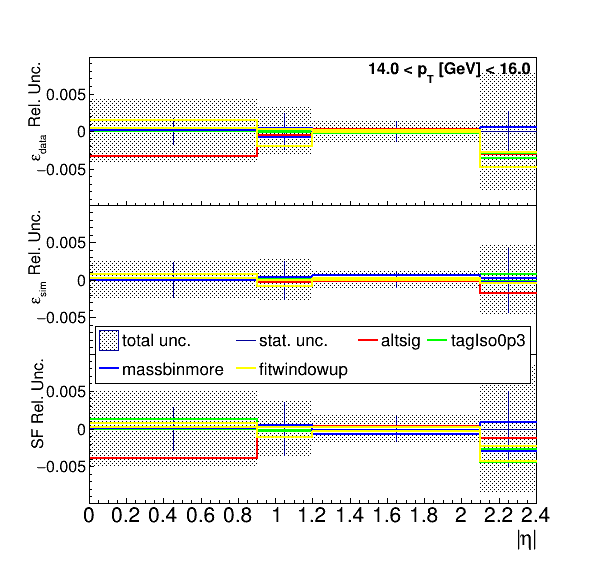 14.0 < p_T [GeV] < 16.0
ε_data Rel. Unc.
0.005
0
−0.005
ε_sim Rel. Unc.
0.005
0
−0.005
total unc. stat. unc. altsig tagIso0p3
massbinmore fitwindowup
SF Rel. Unc.
0.005
0
−0.005
0 0.2 0.4 0.6 0.8 1 1.2 1.4 1.6 1.8 2 2.2 2.4
|η|